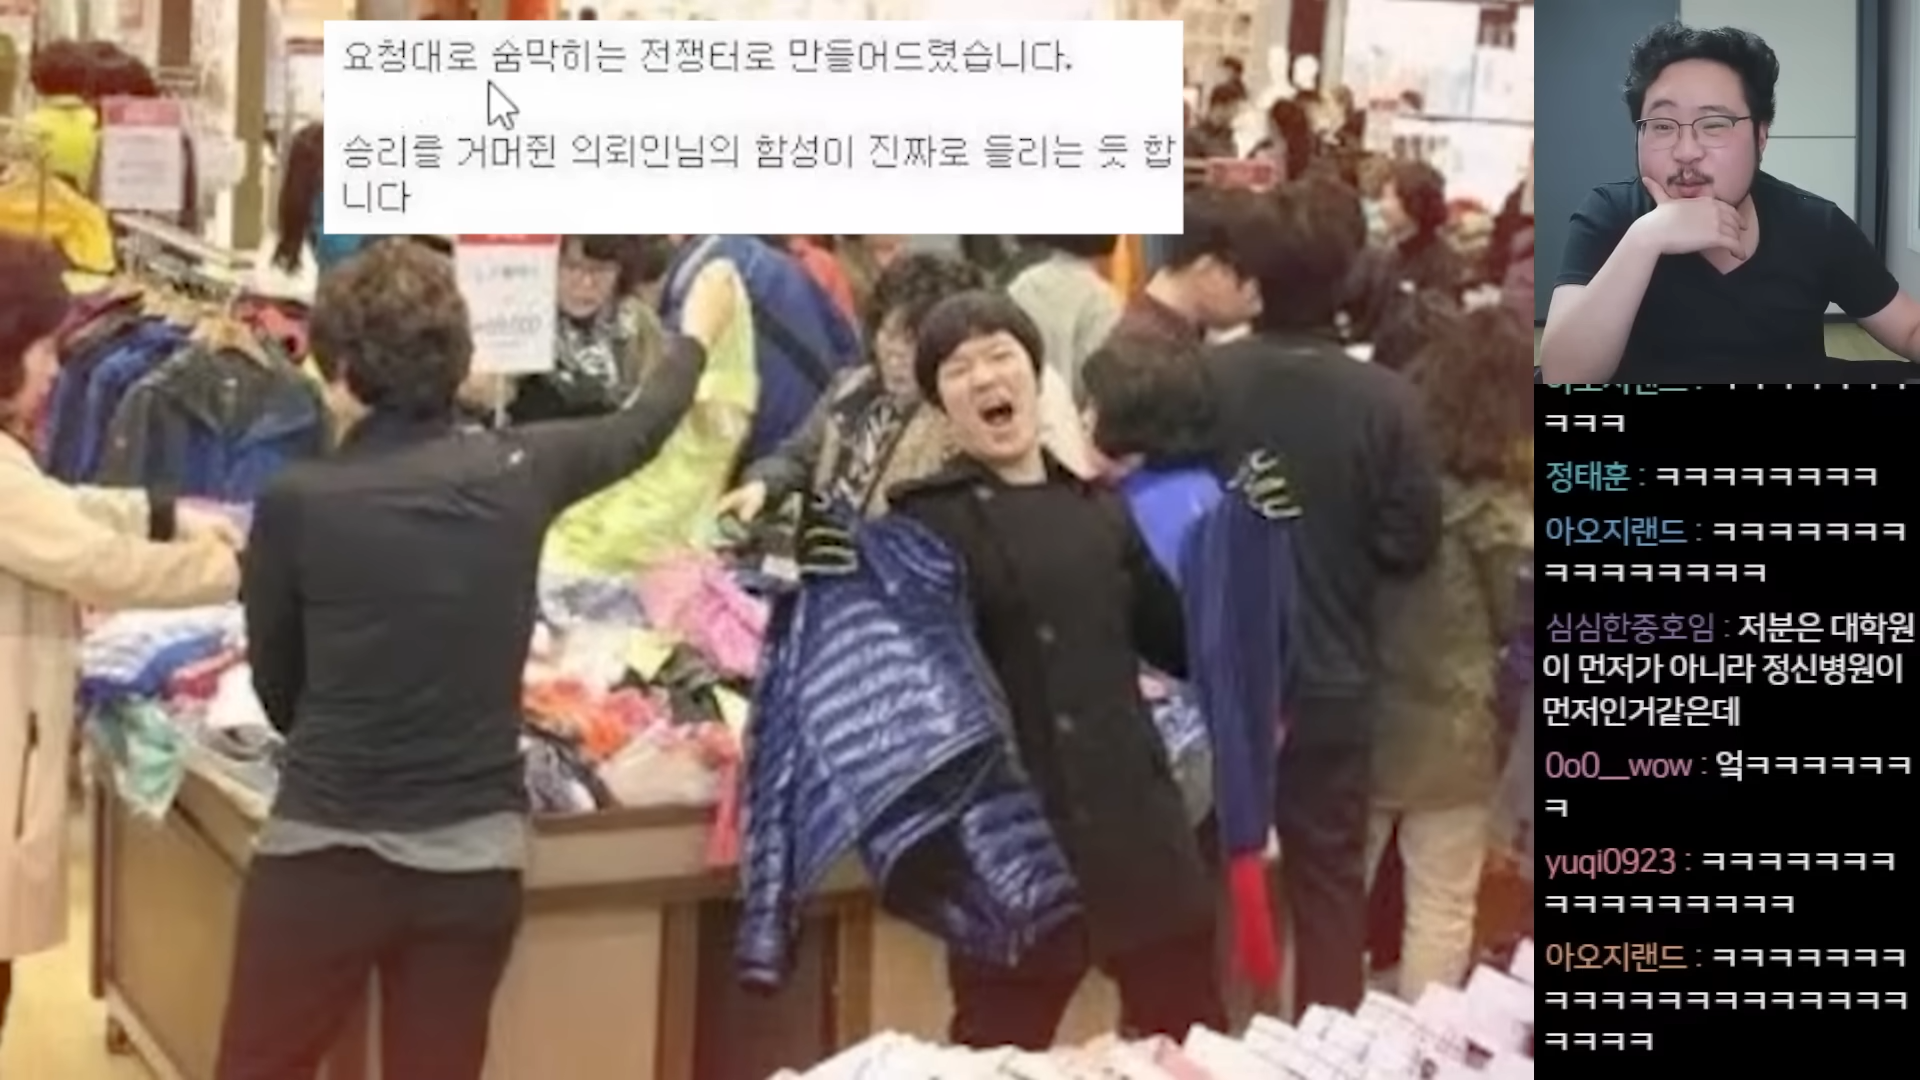 요청대로 숨막히는 전쟁터로 만들어드렸습니다.
승리를 거머쥔 의뢰인님의 함성이 진짜로 들리는 듯 합
니다
ㅋㅋㅋ
정태훈 : ㅋㅋㅋㅋㅋㅋㅋㅋ
아오지랜드 : ㅋㅋㅋㅋㅋㅋㅋ
ㅋㅋㅋㅋㅋㅋㅋㅋ
심심한중호임 : 저분은 대학원
이 먼저가 아니라 정신병원이
먼저인거같은데
0o0__wow : 엌ㅋㅋㅋㅋㅋㅋ
ㅋ
yuqi0923 : ㅋㅋㅋㅋㅋㅋㅋ
ㅋㅋㅋㅋㅋㅋㅋㅋㅋ
아오지랜드 : ㅋㅋㅋㅋㅋㅋㅋ
ㅋㅋㅋㅋㅋㅋㅋㅋㅋㅋㅋㅋㅋ
ㅋㅋㅋㅋ